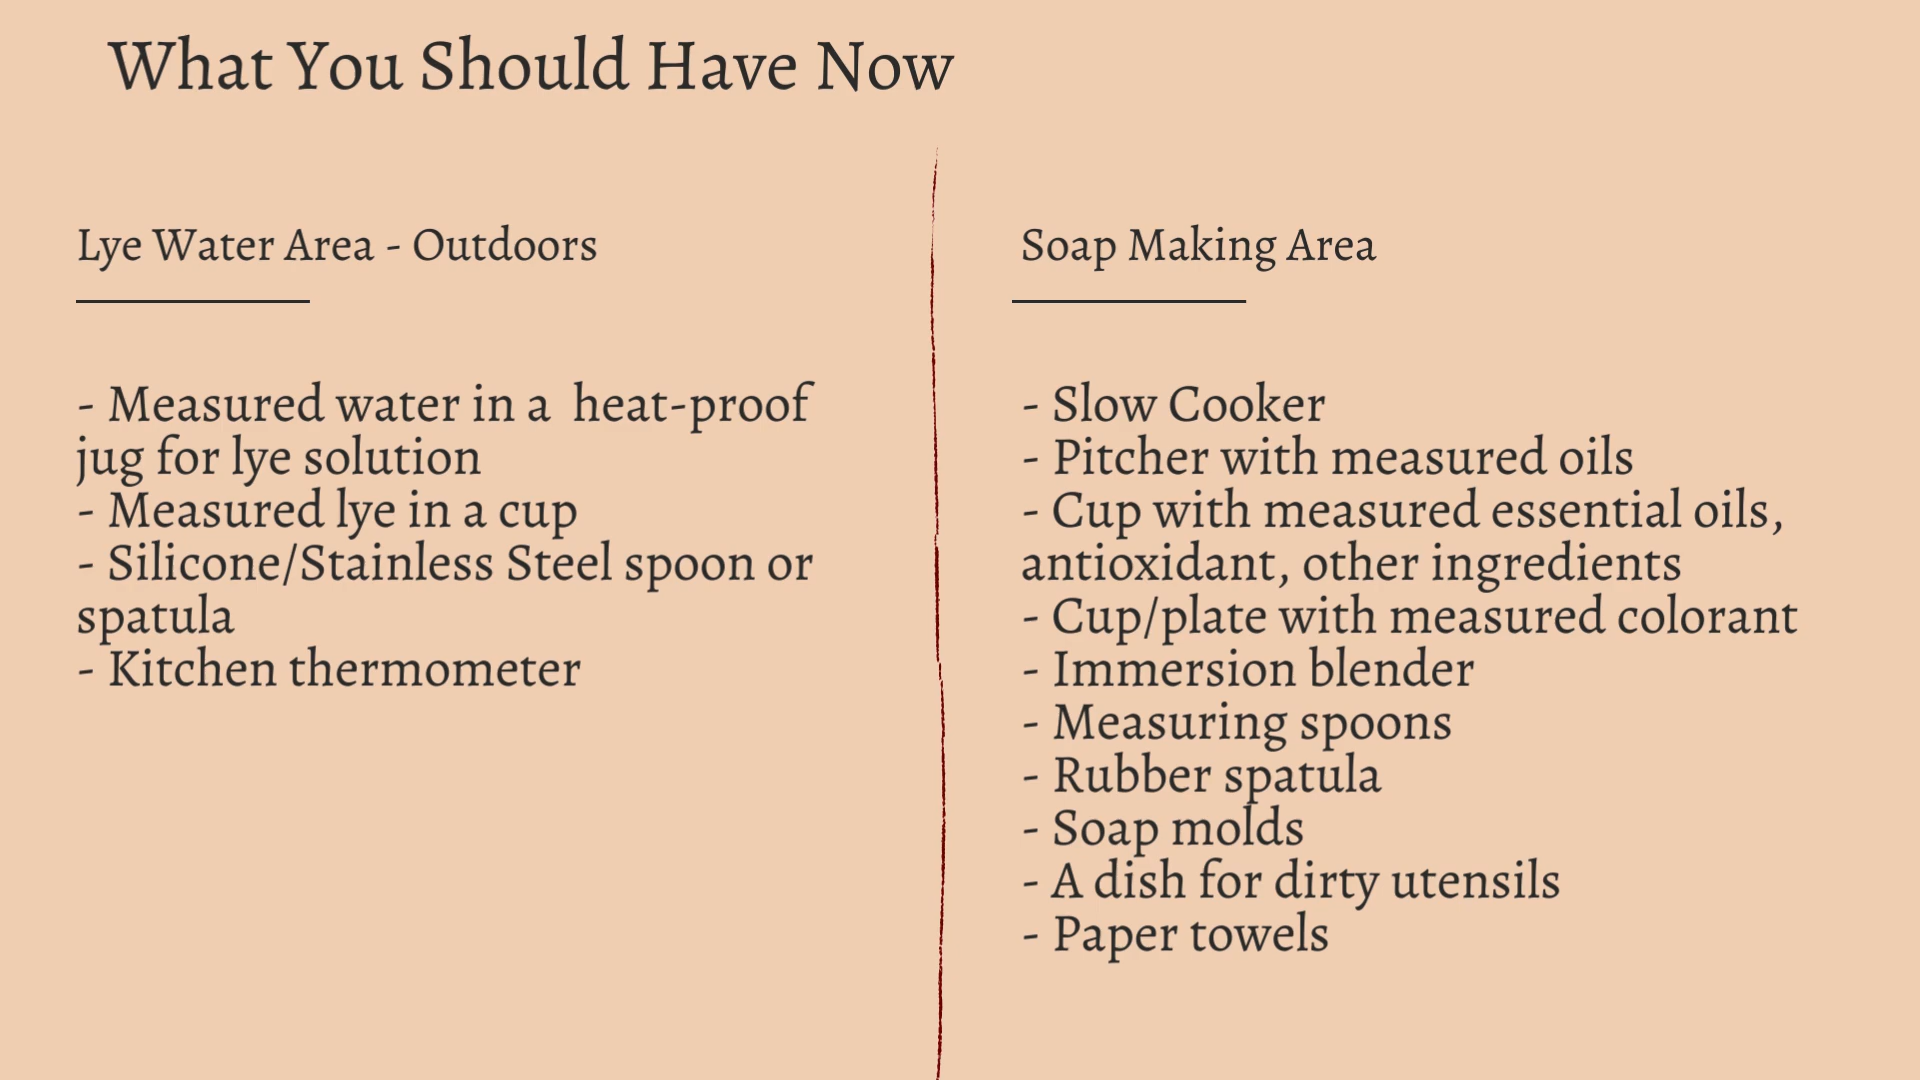 What You Should Have Now
Lye Water Area - Outdoors
- Measured water in a  heat-proof
jug for lye solution
- Measured lye in a cup
- Silicone/Stainless Steel spoon or
spatula
- Kitchen thermometer
Soap Making Area
- Slow Cooker
- Pitcher with measured oils
- Cup with measured essential oils,
antioxidant, other ingredients
- Cup/plate with measured colorant
- Immersion blender
- Measuring spoons
- Rubber spatula
- Soap molds
- A dish for dirty utensils
- Paper towels